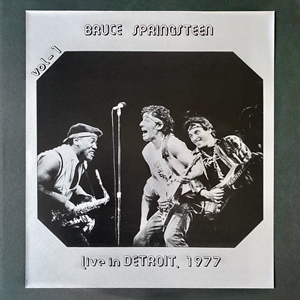 BRUCE SPRINGSTEEN
vol- 1
live in DETROIT, 1977